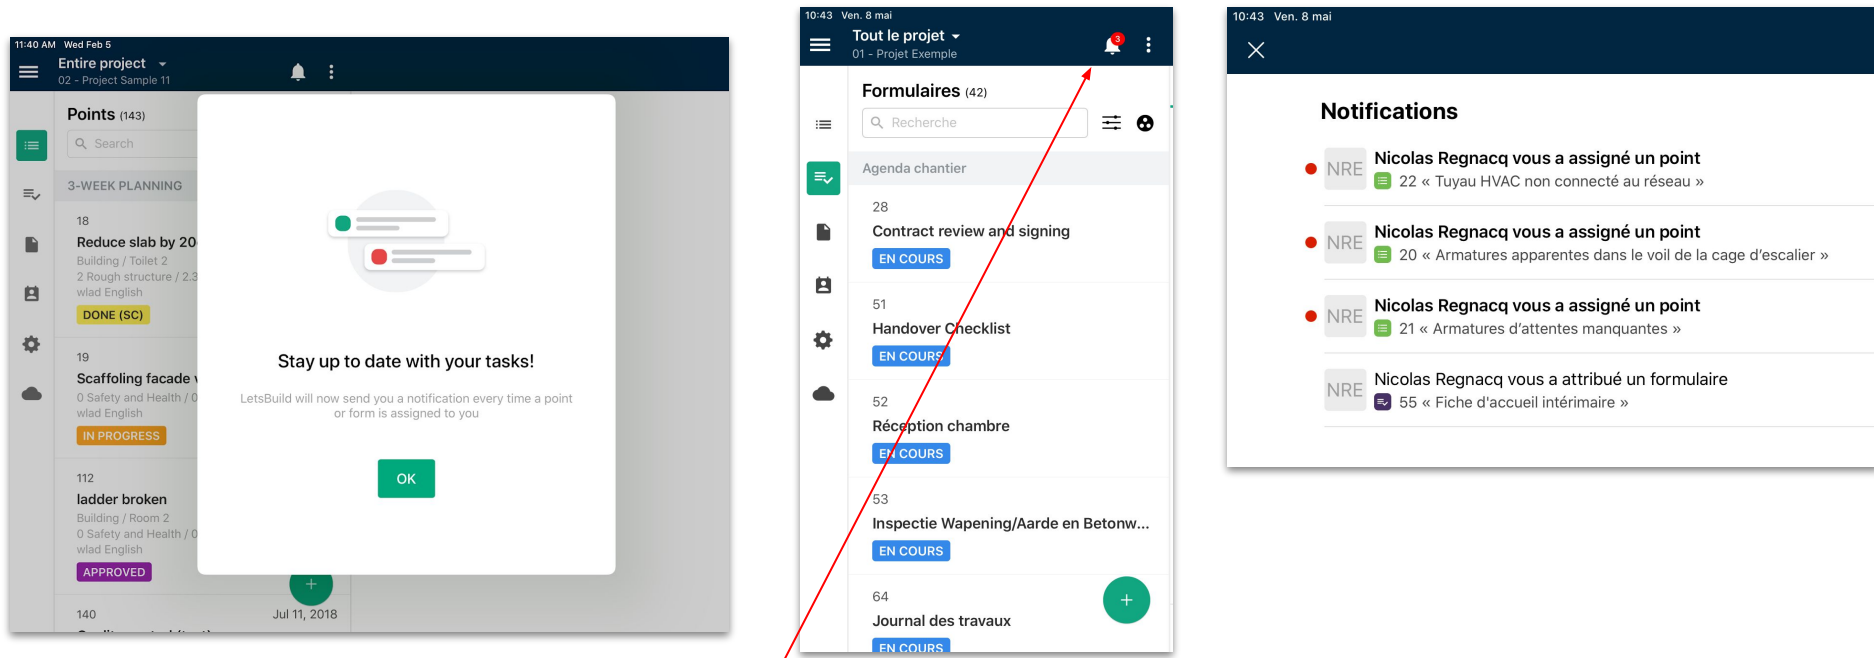 11:40 AM Wed Feb 5
Entire project
02 - Project Sample 11
Points (143)
Search
3-WEEK PLANNING
18
Reduce slab by 20
Building / Toilet 2
2 Rough structure / 2.3
wlad English
DONE (SC)
19
Scaffoling facade
0 Safety and Health / 0
wlad English
IN PROGRESS
112
ladder broken
Building / Room 2
0 Safety and Health / 0
wlad English
APPROVED
140
Jul 11, 2018
Stay up to date with your tasks!
LetsBuild will now send you a notification every time a point
or form is assigned to you
OK
10:43 Ven. 8 mai
Tout le projet
01 - Projet Exemple
3
Formulaires (42)
Recherche
Agenda chantier
28
Contract review and signing
EN COURS
51
Handover Checklist
EN COURS
52
Réception chambre
EN COURS
53
Inspectie Wapening/Aarde en Betonw...
EN COURS
64
Journal des travaux
EN COURS
10:43 Ven. 8 mai
Notifications
NRE
Nicolas Regnacq vous a assigné un point
22 « Tuyau HVAC non connecté au réseau »
NRE
Nicolas Regnacq vous a assigné un point
20 « Armatures apparentes dans le voil de la cage d'escalier »
NRE
Nicolas Regnacq vous a assigné un point
21 « Armatures d'attentes manquantes »
NRE
Nicolas Regnacq vous a attribué un formulaire
55 « Fiche d'accueil intérimaire »